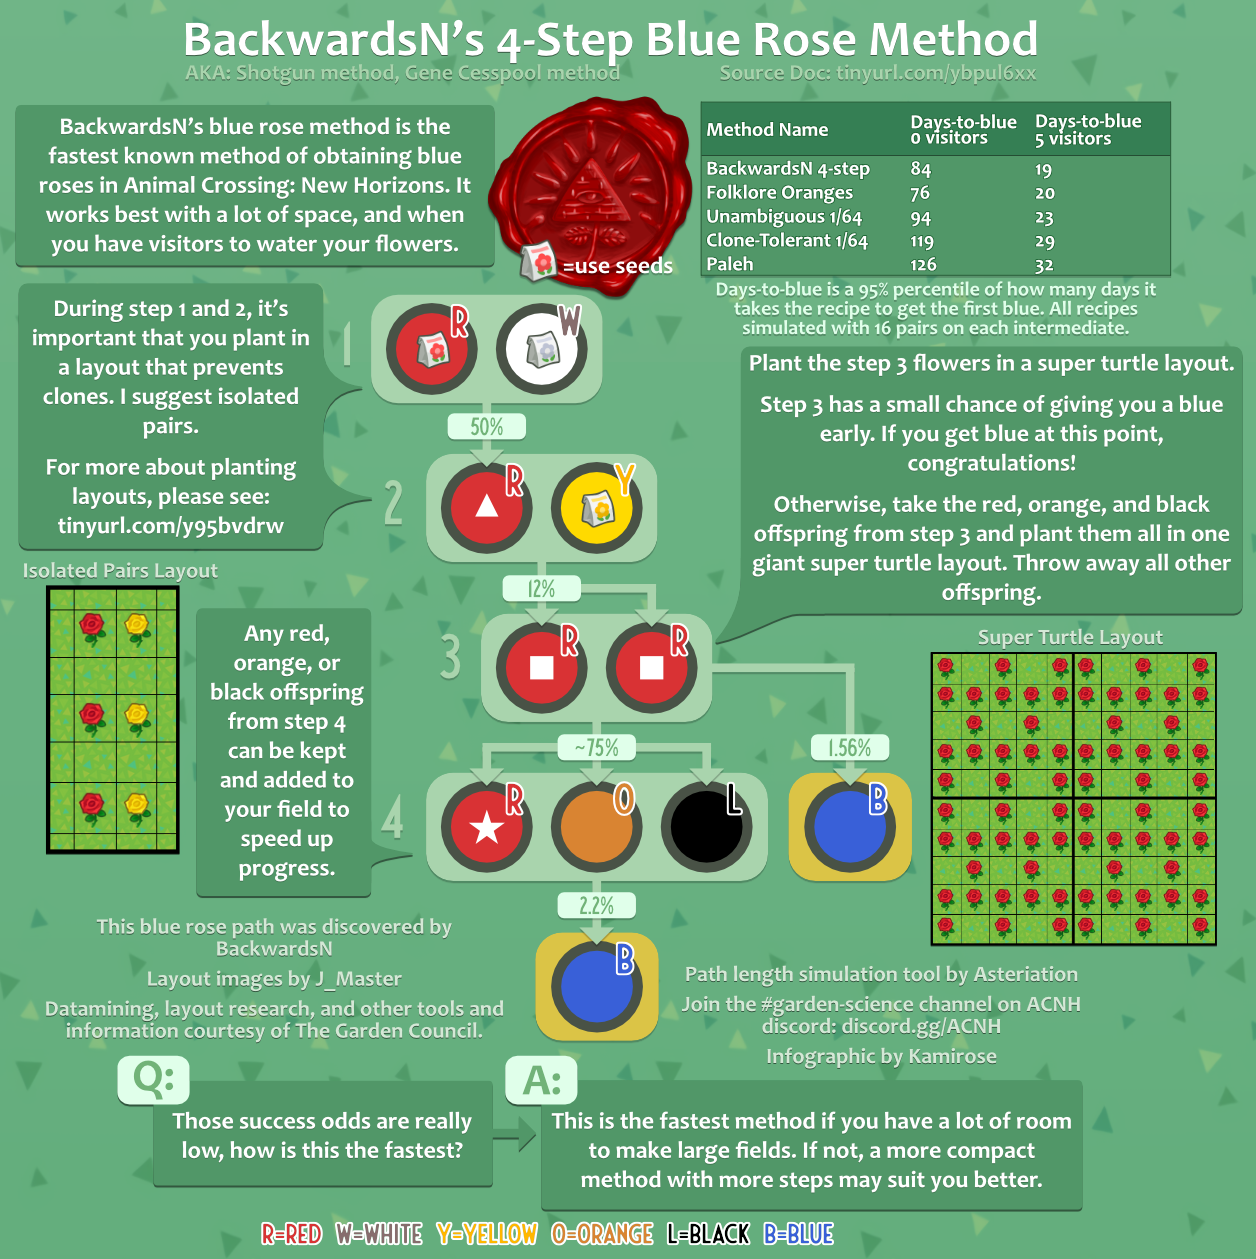 BackwardsN's 4-Step Blue Rose Method
AKA: Shotgun method, Gene Cesspool method
Source Doc: tinyurl.com/ybpul6xx
BackwardsN's blue rose method is the
fastest known method of obtaining blue
roses in Animal Crossing: New Horizons. It
works best with a lot of space, and when
you have visitors to water your flowers.
=use seeds
Method Name Days-to-blue 0 visitors Days-to-blue 5 visitors
BackwardsN 4-step 84 19
Folklore Oranges 76 20
Unambiguous 1/64 94 23
Clone-Tolerant 1/64 119 29
Paleh 126 32
Days-to-blue is a 95% percentile of how many days it
takes the recipe to get the first blue. All recipes
simulated with 16 pairs on each intermediate.
During step 1 and 2, it's
important that you plant in
a layout that prevents
clones. I suggest isolated
pairs.
For more about planting
layouts, please see:
tinyurl.com/y95bvdrw
1
R
W
50%
2
R
Y
12%
3
R
R
~75%
1.56%
4
R
O
L
B
2.2%
B
Plant the step 3 flowers in a super turtle layout.
Step 3 has a small chance of giving you a blue
early. If you get blue at this point,
congratulations!
Otherwise, take the red, orange, and black
offspring from step 3 and plant them all in one
giant super turtle layout. Throw away all other
offspring.
Isolated Pairs Layout
Any red,
orange, or
black offspring
from step 4
can be kept
and added to
your field to
speed up
progress.
Super Turtle Layout
This blue rose path was discovered by
BackwardsN
Layout images by J_Master
Datamining, layout research, and other tools and
information courtesy of The Garden Council.
Path length simulation tool by Asteriation
Join the #garden-science channel on ACNH
discord: discord.gg/ACNH
Infographic by Kamirose
Q:
Those success odds are really
low, how is this the fastest?
A:
This is the fastest method if you have a lot of room
to make large fields. If not, a more compact
method with more steps may suit you better.
R=RED W=WHITE Y=YELLOW O=ORANGE L=BLACK B=BLUE